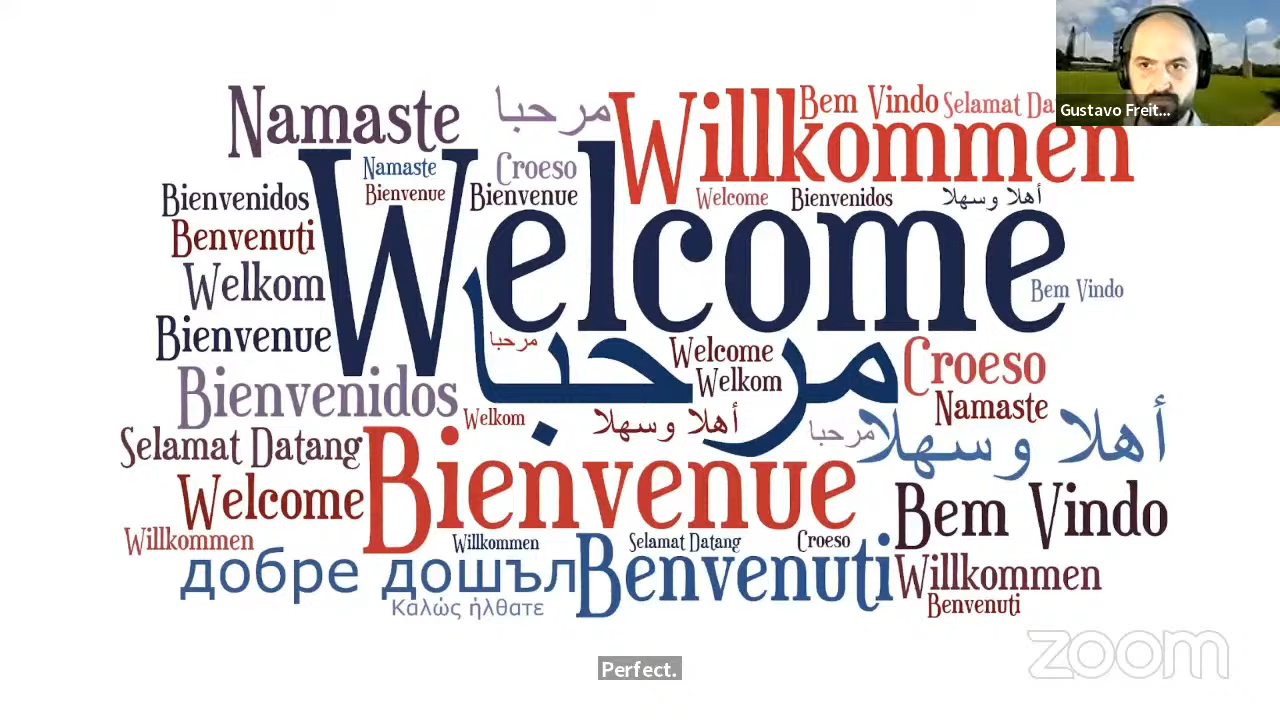 Gustavo Freit...
Namaste
مرحبا
Willkommen
Bem Vindo
Selamat Da
Namaste
Croeso
Bienvenidos
Bienvenue
Bienvenue
Welcome
Bienvenidos
أهلا وسهلا
Welcome
Benvenuti
Welkom
Bem Vindo
Bienvenue
مرحبا
مرحبا
Welcome
Welkom
Croeso
Bienvenidos
Namaste
Welkom
أهلا وسهلا
مرحبا
أهلا وسهلا
Selamat Datang
Bienvenue
Welcome
Bem Vindo
Willkommen
Willkommen
Selamat Datang
Croeso
добре дошъл
Benvenuti
Willkommen
Καλώς ήλθατε
Benvenuti
zoom
Perfect.